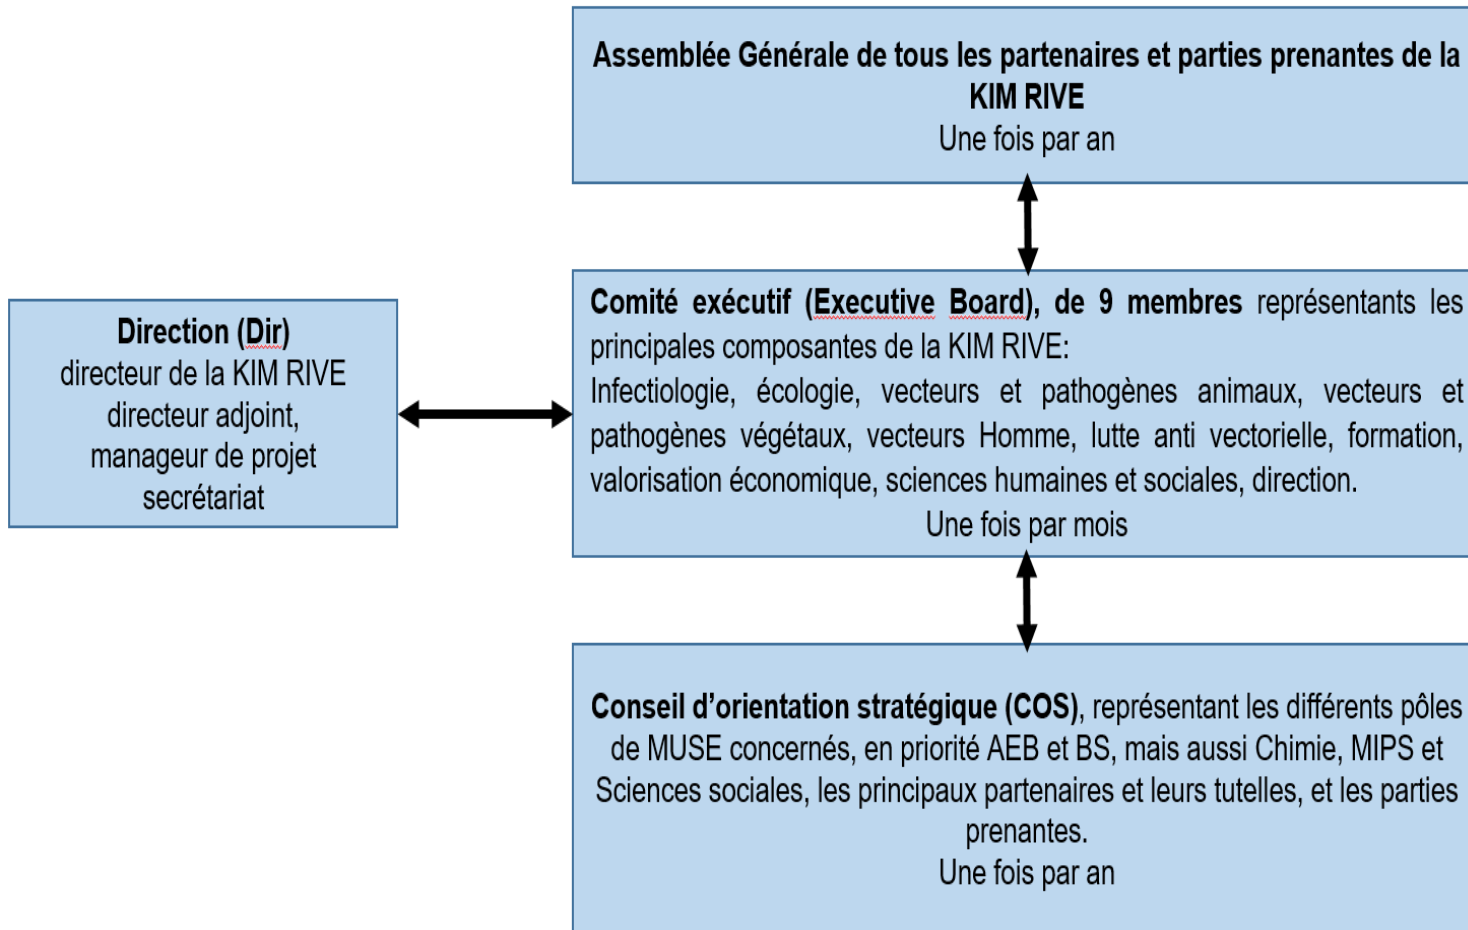 Assemblée Générale de tous les partenaires et parties prenantes de la
KIM RIVE
Une fois par an
Direction (Dir)
directeur de la KIM RIVE
directeur adjoint,
manageur de projet
secrétariat
Comité exécutif (Executive Board), de 9 membres représentants les
principales composantes de la KIM RIVE:
Infectiologie, écologie, vecteurs et pathogènes animaux, vecteurs et
pathogènes végétaux, vecteurs Homme, lutte anti vectorielle, formation,
valorisation économique, sciences humaines et sociales, direction.
Une fois par mois
Conseil d’orientation stratégique (COS), représentant les différents pôles
de MUSE concernés, en priorité AEB et BS, mais aussi Chimie, MIPS et
Sciences sociales, les principaux partenaires et leurs tutelles, et les parties
prenantes.
Une fois par an